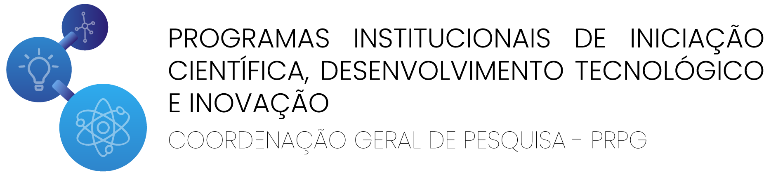 PROGRAMAS INSTITUCIONAIS DE INICIAÇÃO
CIENTÍFICA, DESENVOLVIMENTO TECNOLÓGICO
E INOVAÇÃO
COORDENAÇÃO GERAL DE PESQUISA - PRPG